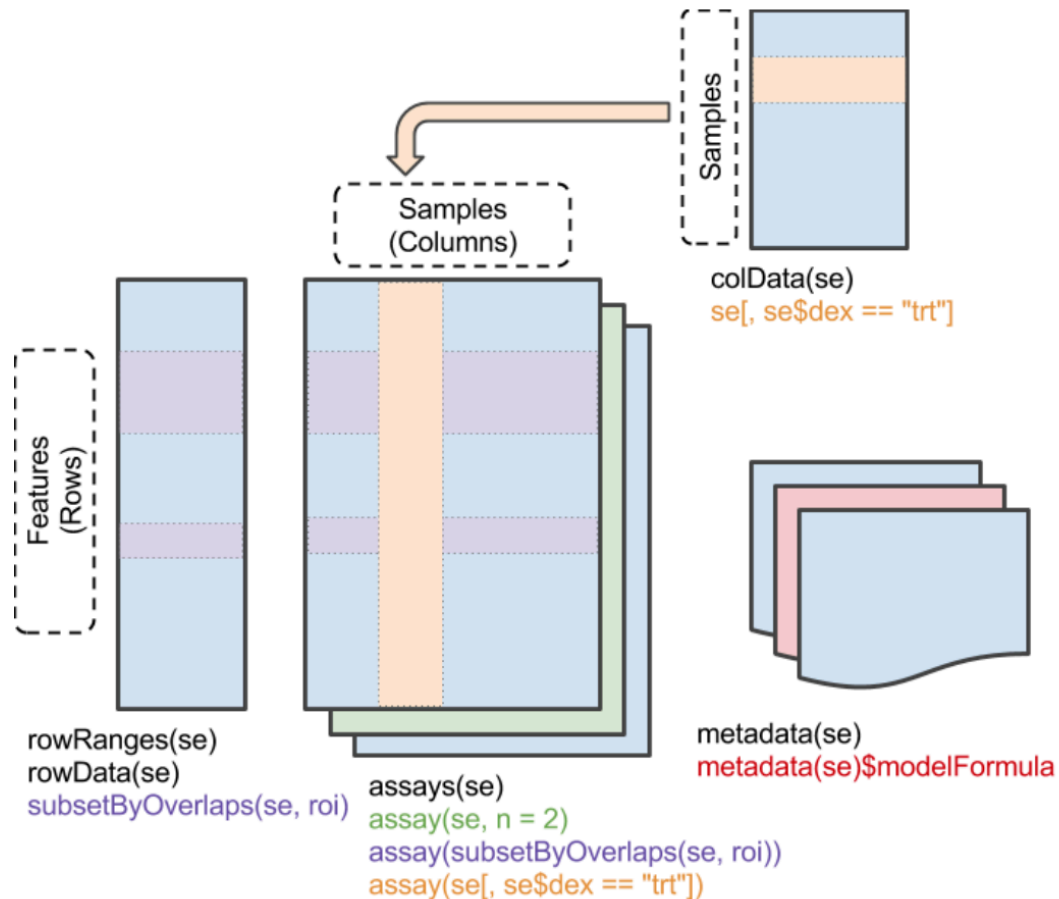 Samples
Samples
(Columns)
colData(se)
se[, se$dex == "trt"]
Features
(Rows)
rowRanges(se)
rowData(se)
subsetByOverlaps(se, roi)
assays(se)
assay(se, n = 2)
assay(subsetByOverlaps(se, roi))
assay(se[, se$dex == "trt"])
metadata(se)
metadata(se)$modelFormula